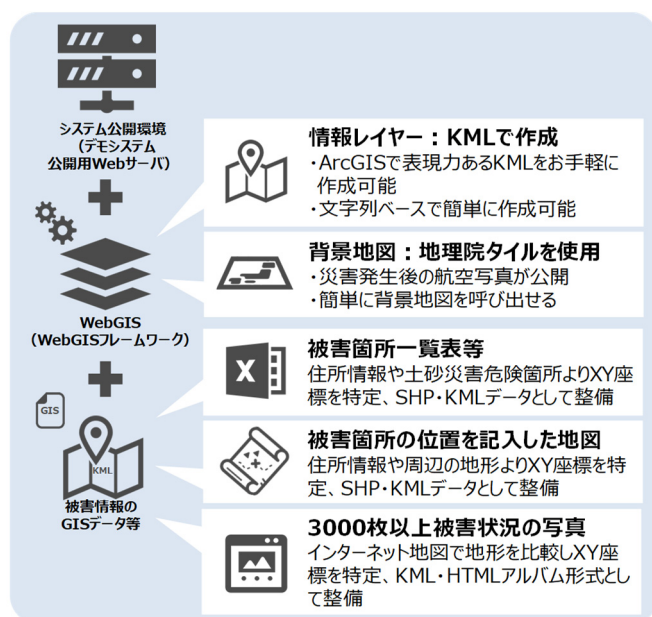 システム公開環境
（デモシステム
公開用Webサーバ）
情報レイヤー：KMLで作成
・ArcGISで表現力あるKMLをお手軽に
作成可能
・文字列ベースで簡単に作成可能
背景地図：地理院タイルを使用
・災害発生後の航空写真が公開
・簡単に背景地図を呼び出せる
WebGIS
（WebGISフレームワーク）
被害箇所一覧表等
住所情報や土砂災害危険箇所よりXY座
標を特定、SHP・KMLデータとして整備
X
GIS
被害箇所の位置を記入した地図
住所情報や周辺の地形よりXY座標を特
定、SHP・KMLデータとして整備
KML
被害情報の
GISデータ等
3000枚以上被害状況の写真
インターネット地図で地形を比較しXY座
標を特定、KML・HTMLアルバム形式とし
て整備